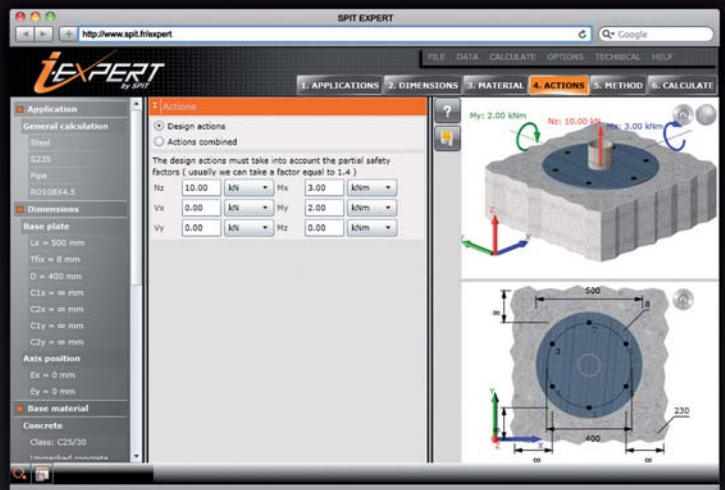 SPIT EXPERT
http://www.spit.fr/expert
Google
i-EXPERT
by SPIT
FILE DATA CALCULATE OPTIONS TECHNICAL HELP
1. APPLICATIONS 2. DIMENSIONS 3. MATERIAL 4. ACTIONS 5. METHOD 6. CALCULATE
Application
General calculation
Steel
S235
Pipe
RO108X4.5
Dimensions
Base plate
Lx = 500 mm
Tfix = 8 mm
D = 400 mm
C1x = ∞ mm
C2x = ∞ mm
C1y = ∞ mm
C2y = ∞ mm
Axis position
Ex = 0 mm
Ey = 0 mm
Base material
Concrete
Class: C25/30
Uncracked concrete
Actions
Design actions
Actions combined
The design actions must take into account the partial safety
factors ( usually we can take a factor equal to 1.4 )
Nz 10.00 kN Mx 3.00 kNm
Vx 0.00 kN My 2.00 kNm
Vy 0.00 kN Mz 0.00 kNm
?
My: 2.00 kNm
Nz: 10.00 kN
Mx: 3.00 kNm
Z
Y
X
500
∞
8
2
3
1
230
Y
∞
400
Z
X
∞
∞